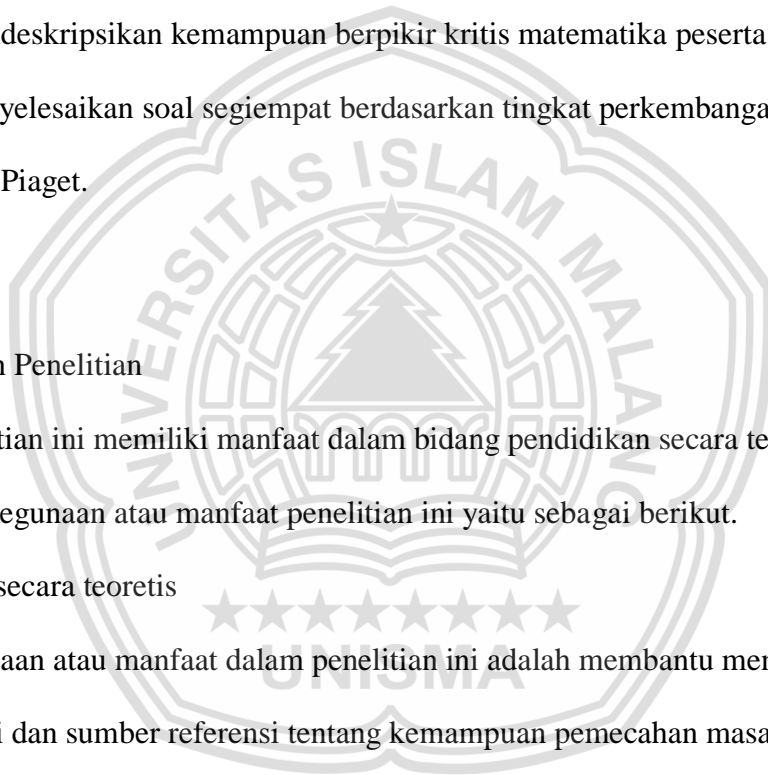 deskripsikan kemampuan berpikir kritis matematika peserta
yelesaikan soal segiempat berdasarkan tingkat perkembanga
Piaget.
UNIVERSITAS ISLAM MALANG
n Penelitian
tian ini memiliki manfaat dalam bidang pendidikan secara te
egunaan atau manfaat penelitian ini yaitu sebagai berikut.
secara teoretis
aan atau manfaat dalam penelitian ini adalah membantu mer
UNISMA
i dan sumber referensi tentang kemampuan pemecahan masa